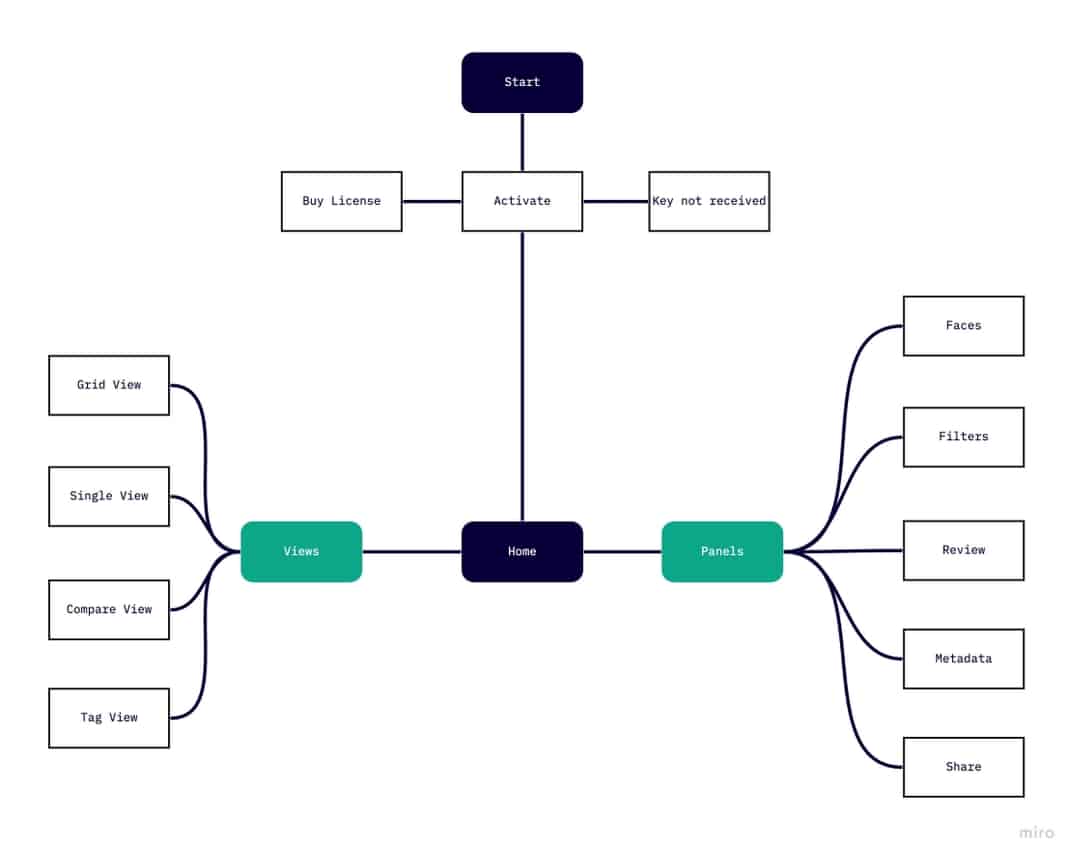 Start
Buy License
Activate
Key not received
Faces
Grid View
Filters
Single View
Views
Home
Panels
Review
Compare View
Metadata
Tag View
Share
miro